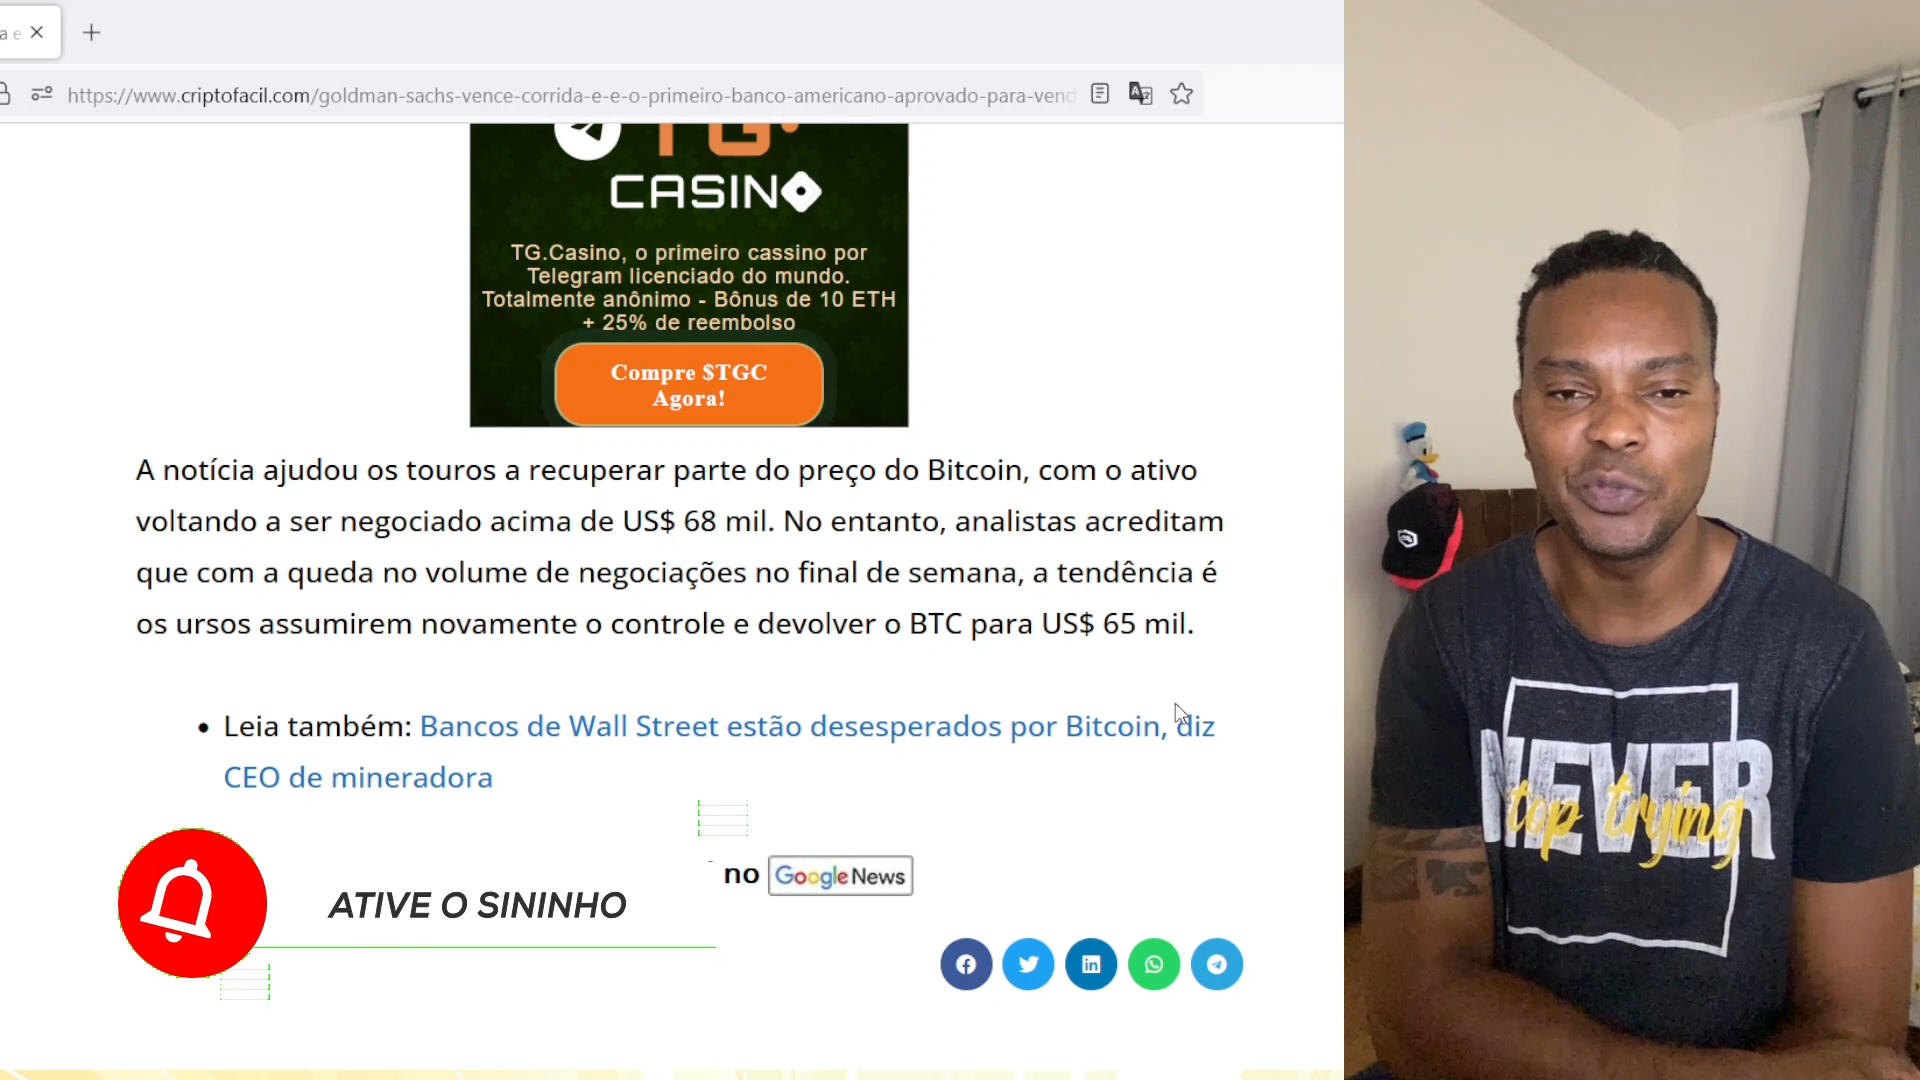 a e
https://www.criptofacil.com/goldman-sachs-vence-corrida-e-e-o-primeiro-banco-americano-aprovado-para-vend
TG.
CASINO
TG.Casino, o primeiro cassino por
Telegram licenciado do mundo.
Totalmente anônimo - Bônus de 10 ETH
+ 25% de reembolso
Compre $TGC
Agora!
A notícia ajudou os touros a recuperar parte do preço do Bitcoin, com o ativo
voltando a ser negociado acima de US$ 68 mil. No entanto, analistas acreditam
que com a queda no volume de negociações no final de semana, a tendência é
os ursos assumirem novamente o controle e devolver o BTC para US$ 65 mil.
• Leia também: Bancos de Wall Street estão desesperados por Bitcoin, diz
CEO de mineradora
no Google News
ATIVE O SININHO
NEVER
top trying